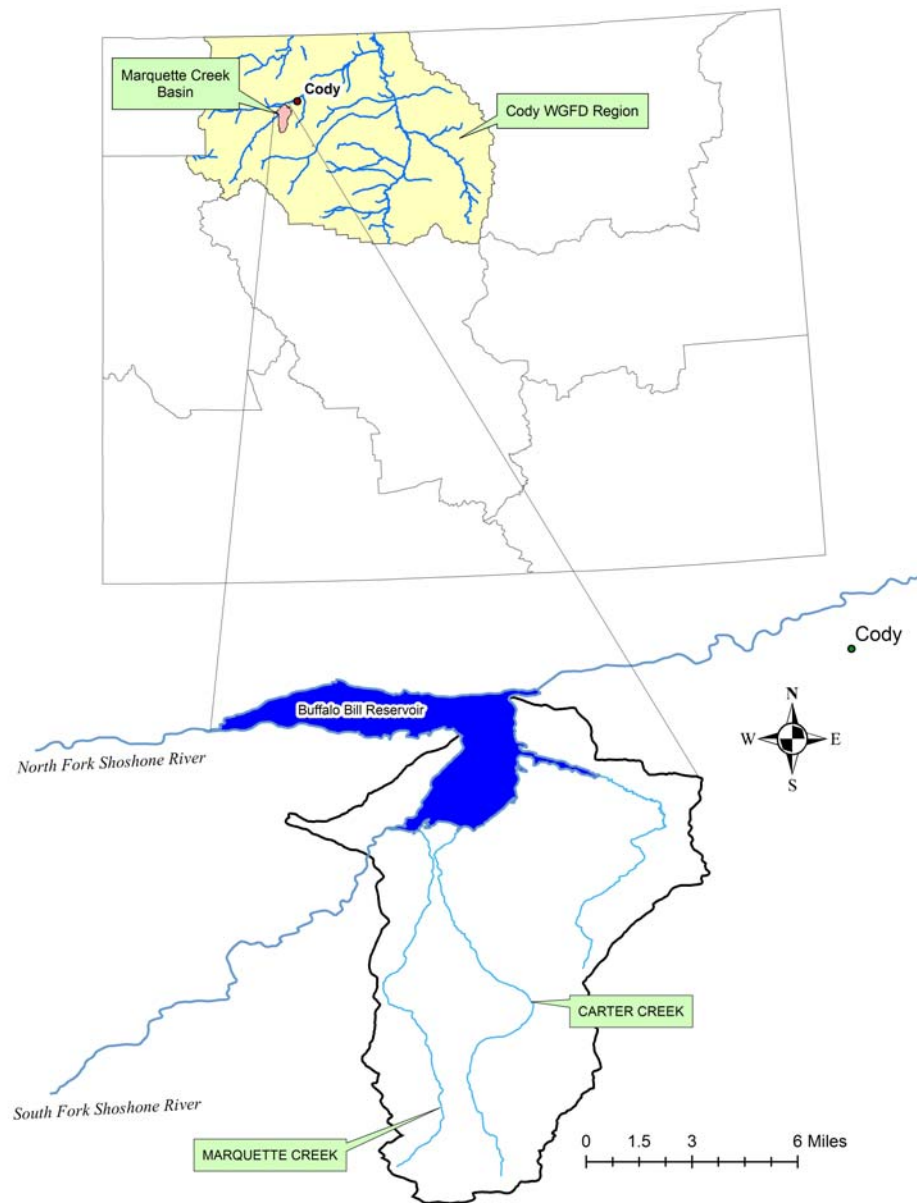 Marquette Creek
Basin
Cody
Cody WGFD Region
Cody
Buffalo Bill Reservoir
North Fork Shoshone River
N
W
E
S
CARTER CREEK
South Fork Shoshone River
MARQUETTE CREEK
0 1.5 3 6 Miles